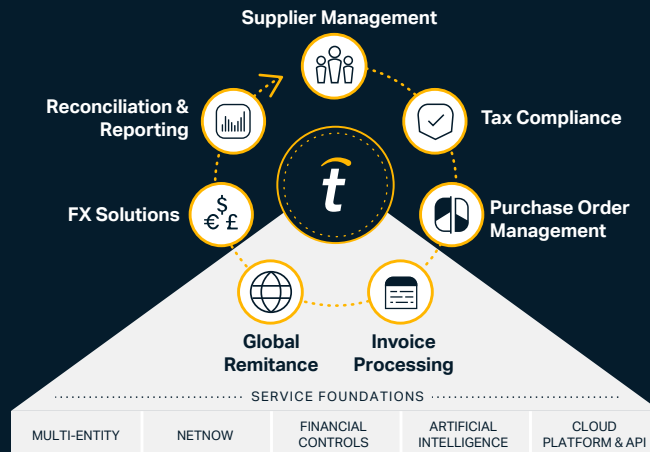 Supplier Management
Reconciliation &
Reporting
Tax Compliance
t
FX Solutions
$
€ £
Purchase Order
Management
Global
Remitance
Invoice
Processing
SERVICE FOUNDATIONS
MULTI-ENTITY
NETNOW
FINANCIAL
CONTROLS
ARTIFICIAL
INTELLIGENCE
CLOUD
PLATFORM & API